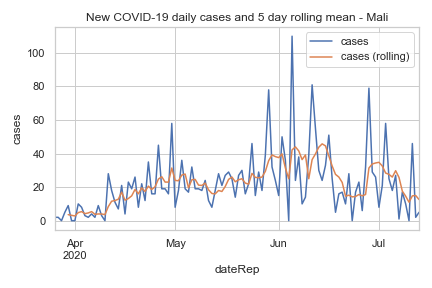 New COVID-19 daily cases and 5 day rolling mean - Mali
cases
cases (rolling)
cases
100
80
60
40
20
0
Apr
2020
May
Jun
Jul
dateRep